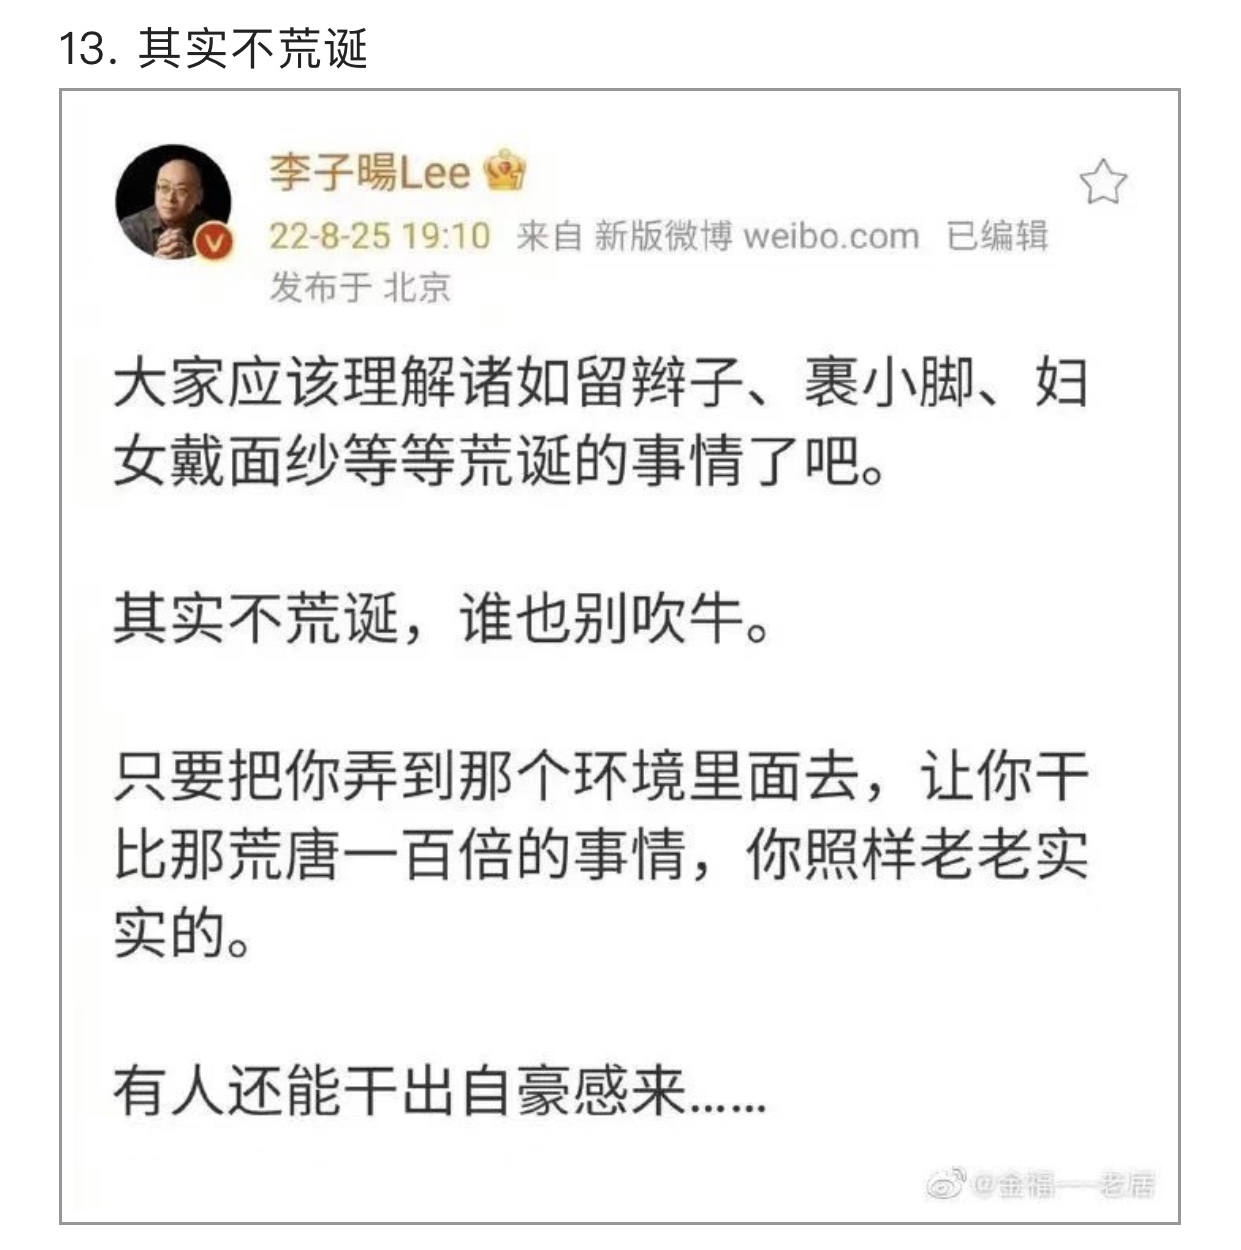 13. 其实不荒诞
李子暘Lee
22-8-25 19:10 来自 新版微博 weibo.com 已编辑
发布于 北京
大家应该理解诸如留辫子、裹小脚、妇
女戴面纱等等荒诞的事情了吧。
其实不荒诞，谁也别吹牛。
只要把你弄到那个环境里面去，让你干
比那荒唐一百倍的事情，你照样老老实
实的。
有人还能干出自豪感来……
@金福一一老居